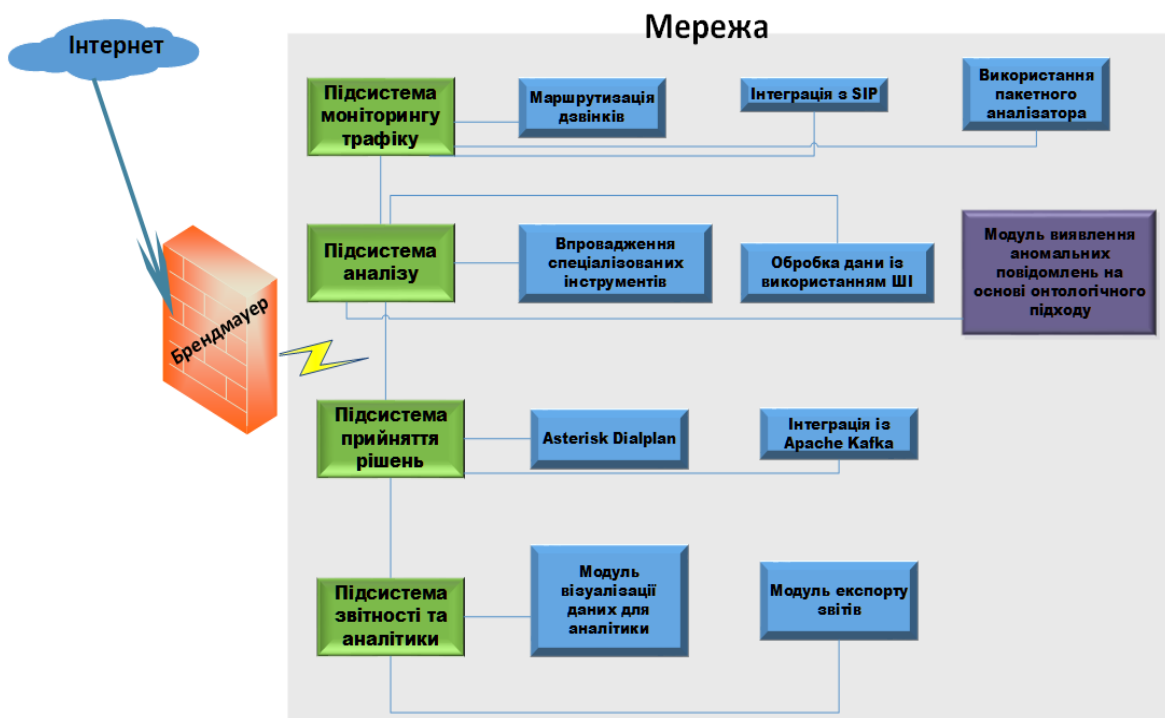 Мережа
Інтернет
Брендмауер
Підсистема
моніторингу
трафіку
Маршрутизація
дзвінків
Інтеграція з SIP
Використання
пакетного
аналізатора
Підсистема
аналізу
Впровадження
спеціалізованих
інструментів
Обробка дани із
використанням ШІ
Модуль виявлення
аномальних
повідомлень на
основі онтологічного
підходу
Підсистема
прийняття
рішень
Asterisk Dialplan
Інтеграція із
Apache Kafka
Підсистема
звітності та
аналітики
Модуль
візуалізації
даних для
аналітики
Модуль експорту
звітів